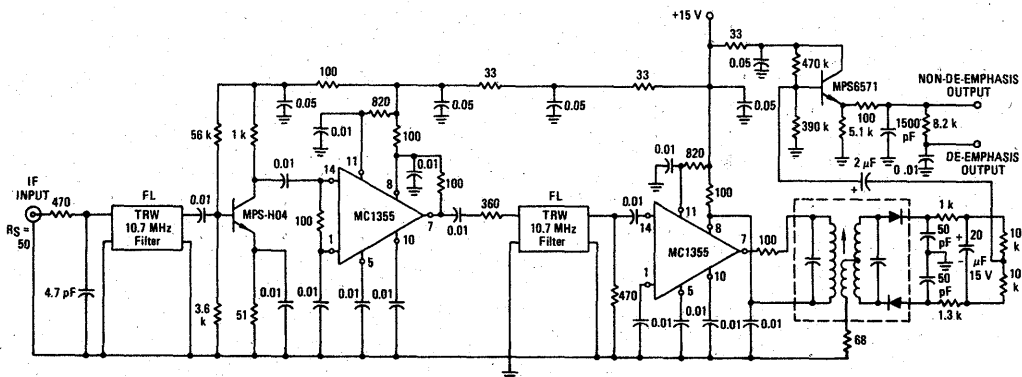 +15 V
33
0.05
470 k
MPS6571
NON-DE-EMPHASIS
OUTPUT
100
33
33
390 k
100
5.1 k
1500
pF
8.2 k
DE-EMPHASIS
OUTPUT
0.01
0.05
0.05
0.05
820
0.01
100
56 k
1 k
820
0.01
100
2 µF
+
IF
INPUT
470
FL
TRW
10.7 MHz
Filter
0.01
MPS-H04
0.01
14
11
8
0.01
100
100
MC1355
7
0.01
360
FL
TRW
10.7 MHz
Filter
0.01
14
11
8
MC1355
7
100
1
10
5
RS =
50
4.7 pF
3.6
k
51
0.01
0.01
0.01
0.01
470
1
10
5
0.01
0.01
0.01
0.01
1 k
50
pF
+
20
µF
15 V
-
50
pF
1.3 k
10
k
10
k
68